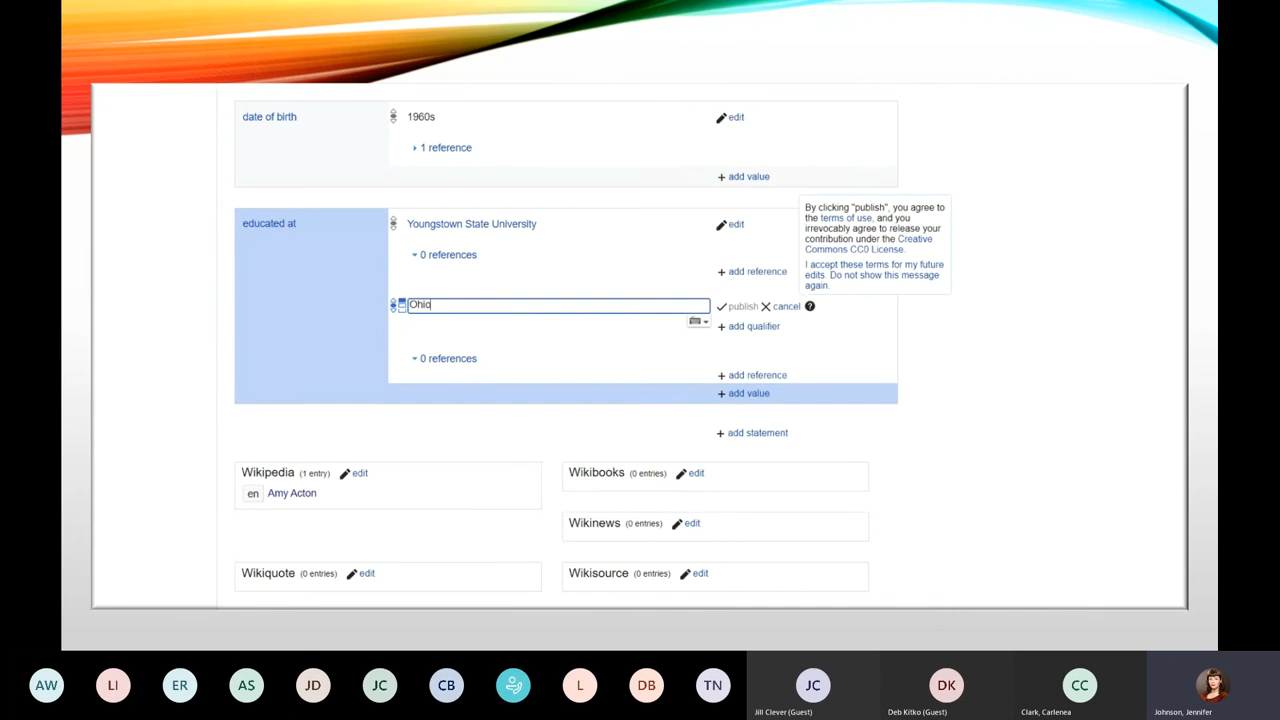 date of birth
1960s
edit
1 reference
+ add value
educated at
Youngstown State University
edit
0 references
+ add reference
By clicking "publish", you agree to
the terms of use, and you
irrevocably agree to release your
contribution under the Creative
Commons CC0 License.
I accept these terms for my future
edits. Do not show this message
again.
Ohio
publish
cancel
?
+ add qualifier
0 references
+ add reference
+ add value
+ add statement
Wikipedia (1 entry) edit
en Amy Acton
Wikibooks (0 entries) edit
Wikinews (0 entries) edit
Wikiquote (0 entries) edit
Wikisource (0 entries) edit
AW
LI
ER
AS
JD
JC
CB
L
DB
TN
JC
Jill Clever (Guest)
DK
Deb Kitko (Guest)
CC
Clark, Carlenea
Johnson, Jennifer